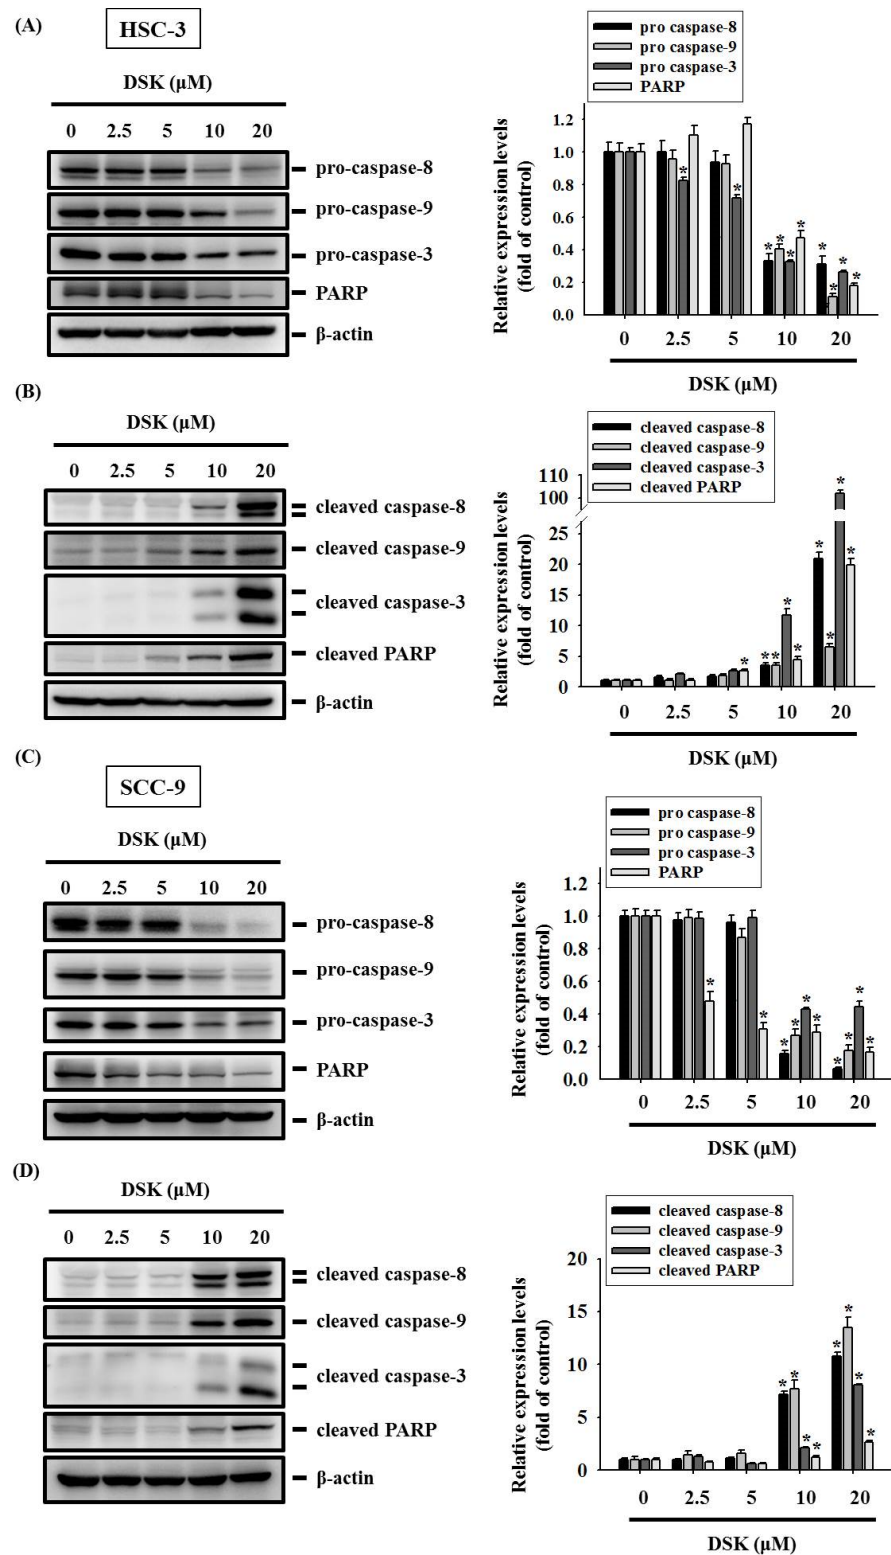 (A)
HSC-3
DSK (μM)
0 2.5 5 10 20
pro-caspase-8
pro-caspase-9
pro-caspase-3
PARP
β-actin
pro caspase-8
pro caspase-9
pro caspase-3
PARP
Relative expression levels
(fold of control)
1.2
1.0
0.8
0.6
0.4
0.2
0.0
* * * * * * * * * *
0 2.5 5 10 20
DSK (μM)
(B)
DSK (μM)
0 2.5 5 10 20
cleaved caspase-8
cleaved caspase-9
cleaved caspase-3
cleaved PARP
β-actin
cleaved caspase-8
cleaved caspase-9
cleaved caspase-3
cleaved PARP
Relative expression levels
(fold of control)
110
100
25
20
15
10
5
0
* * * * * * * * *
0 2.5 5 10 20
DSK (μM)
(C)
SCC-9
DSK (μM)
0 2.5 5 10 20
pro-caspase-8
pro-caspase-9
pro-caspase-3
PARP
β-actin
pro caspase-8
pro caspase-9
pro caspase-3
PARP
Relative expression levels
(fold of control)
1.2
1.0
0.8
0.6
0.4
0.2
0.0
* * * * * * * * * *
0 2.5 5 10 20
DSK (μM)
(D)
DSK (μM)
0 2.5 5 10 20
cleaved caspase-8
cleaved caspase-9
cleaved caspase-3
cleaved PARP
β-actin
cleaved caspase-8
cleaved caspase-9
cleaved caspase-3
cleaved PARP
Relative expression levels
(fold of control)
20
15
10
5
0
* * * * * * * *
0 2.5 5 10 20
DSK (μM)